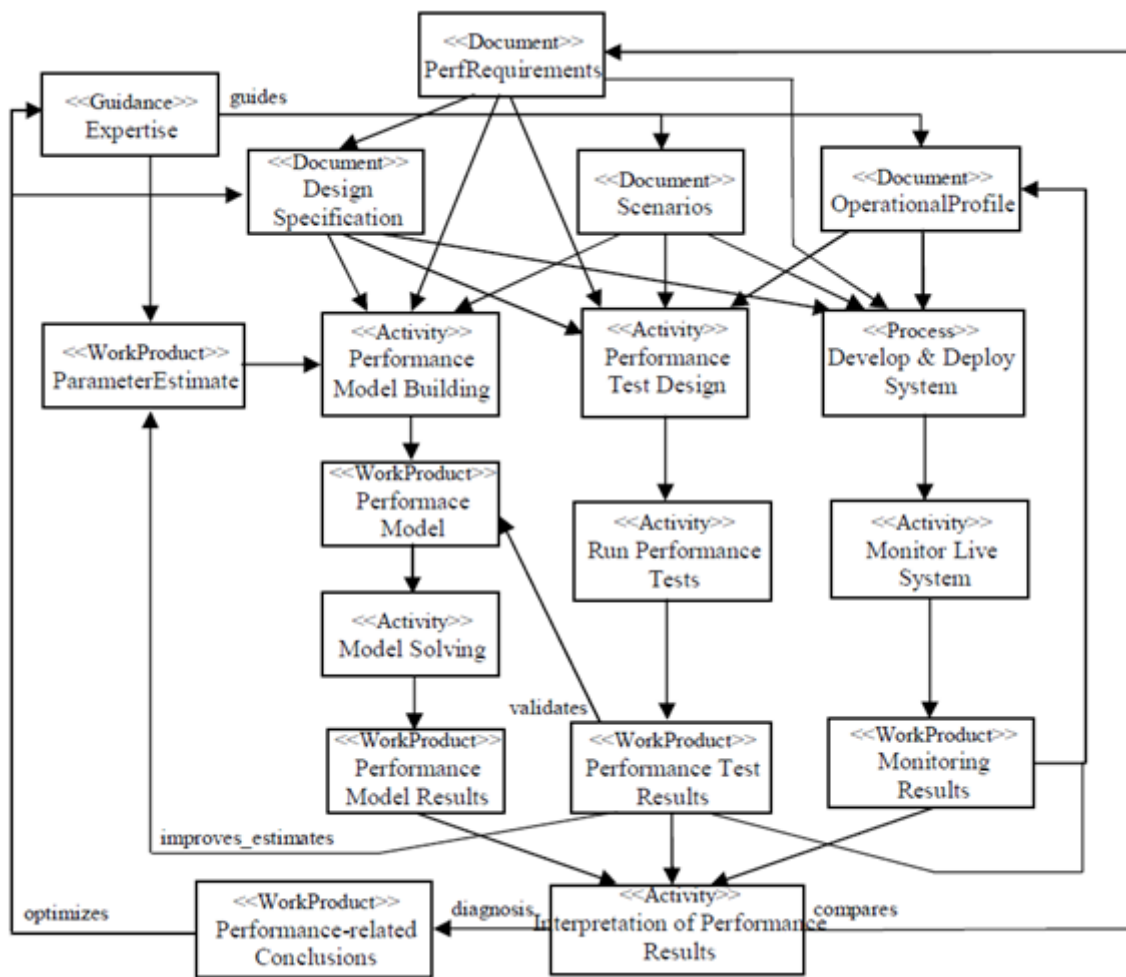 <<Document>>
PerfRequirements
<<Guidance>>
Expertise
guides
<<Document>>
Design
Specification
<<Document>>
Scenarios
<<Document>>
OperationalProfile
<<WorkProduct>>
ParameterEstimate
<<Activity>>
Performance
Model Building
<<Activity>>
Performance
Test Design
<<Process>>
Develop & Deploy
System
<<WorkProduct>>
Performace
Model
<<Activity>>
Run Performance
Tests
<<Activity>>
Monitor Live
System
<<Activity>>
Model Solving
validates
<<WorkProduct>>
Performance
Model Results
<<WorkProduct>>
Performance Test
Results
<<WorkProduct>>
Monitoring
Results
improves_estimates
optimizes
<<WorkProduct>>
Performance-related
Conclusions
diagnosis
<<Activity>>
Interpretation of Performance
Results
compares